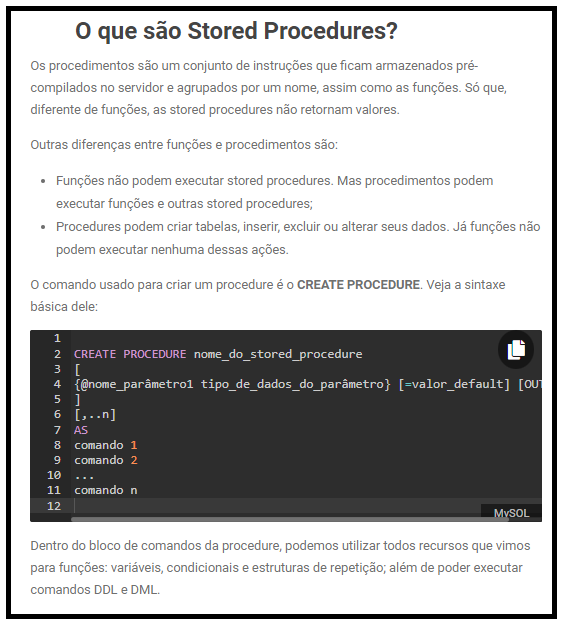 O que são Stored Procedures?
Os procedimentos são um conjunto de instruções que ficam armazenados pré-
compilados no servidor e agrupados por um nome, assim como as funções. Só que,
diferente de funções, as stored procedures não retornam valores.
Outras diferenças entre funções e procedimentos são:
• Funções não podem executar stored procedures. Mas procedimentos podem
executar funções e outras stored procedures;
• Procedures podem criar tabelas, inserir, excluir ou alterar seus dados. Já funções não
podem executar nenhuma dessas ações.
O comando usado para criar um procedure é o CREATE PROCEDURE. Veja a sintaxe
básica dele:
1
2 CREATE PROCEDURE nome_do_stored_procedure
3 [
4 {@nome_parâmetro1 tipo_de_dados_do_parâmetro} [=valor_default] [OUT
5 ]
6 [,..n]
7 AS
8 comando 1
9 comando 2
10 ...
11 comando n
12
MySQL
Dentro do bloco de comandos da procedure, podemos utilizar todos recursos que vimos
para funções: variáveis, condicionais e estruturas de repetição; além de poder executar
comandos DDL e DML.